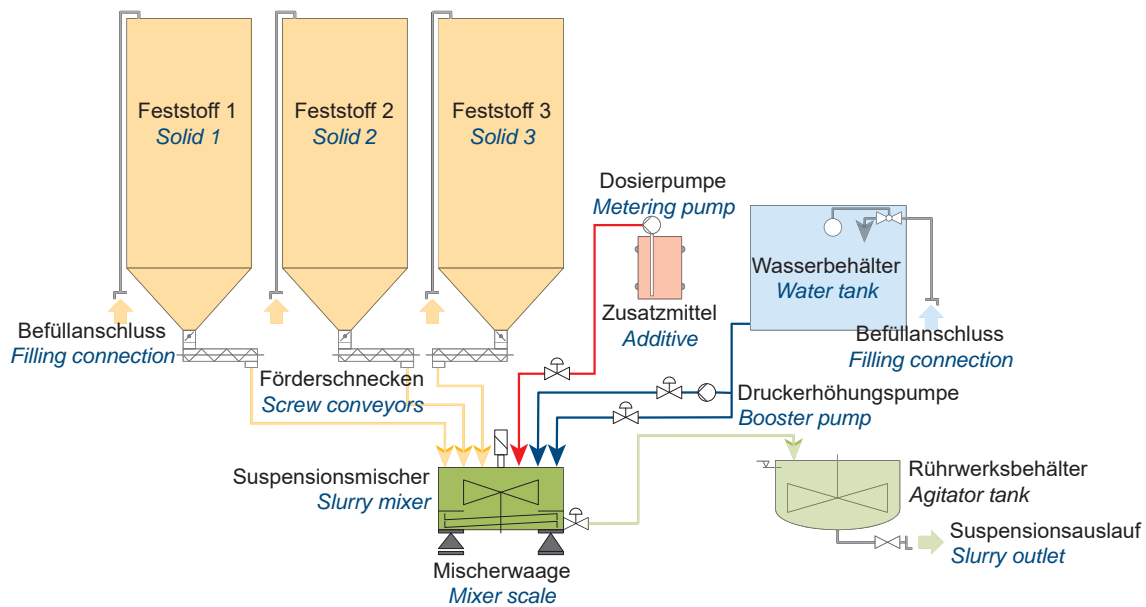 Feststoff 1
Solid 1
Feststoff 2
Solid 2
Feststoff 3
Solid 3
Dosierpumpe
Metering pump
Wasserbehälter
Water tank
Zusatzmittel
Additive
Befüllanschluss
Filling connection
Befüllanschluss
Filling connection
Förderschnecken
Screw conveyors
Druckerhöhungspumpe
Booster pump
Suspensionsmischer
Slurry mixer
Rührwerksbehälter
Agitator tank
Suspensionsauslauf
Slurry outlet
Mischerwaage
Mixer scale